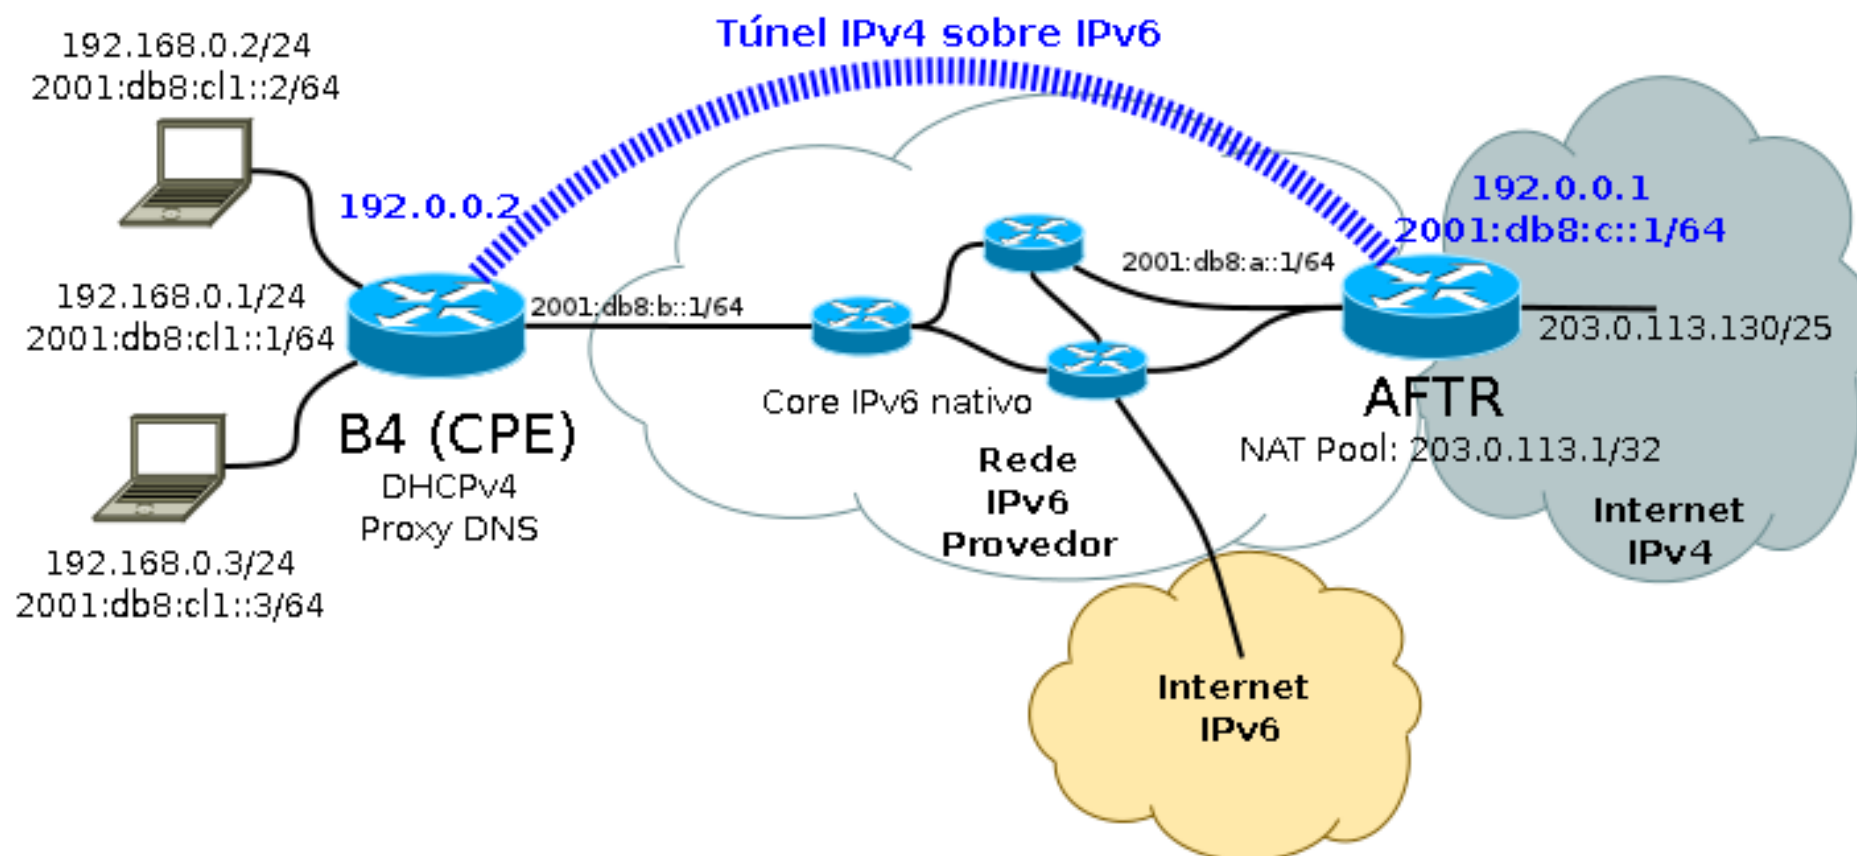 Túnel IPv4 sobre IPv6
192.168.0.2/24
2001:db8:cl1::2/64
192.0.0.2
192.0.0.1
2001:db8:c::1/64
192.168.0.1/24
2001:db8:cl1::1/64
2001:db8:b::1/64
2001:db8:a::1/64
203.0.113.130/25
B4 (CPE)
DHCPv4
Proxy DNS
Core IPv6 nativo
AFTR
NAT Pool: 203.0.113.1/32
Rede
IPv6
Provedor
Internet
IPv4
192.168.0.3/24
2001:db8:cl1::3/64
Internet
IPv6